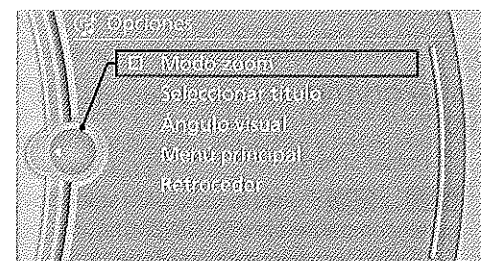 Opciones
Modo zoom
Seleccionar título
Ángulo visual
Menú principal
Retroceder